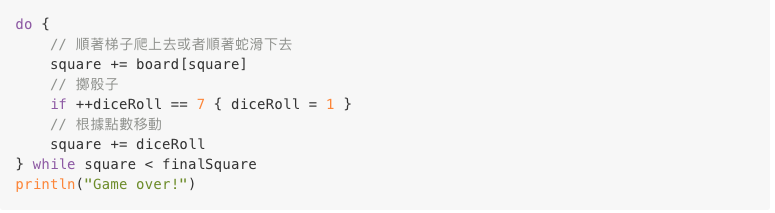 do {
    // 順著梯子爬上去或者順著蛇滑下去
    square += board[square]
    // 擲骰子
    if ++diceRoll == 7 { diceRoll = 1 }
    // 根據點數移動
    square += diceRoll
} while square < finalSquare
println("Game over!")